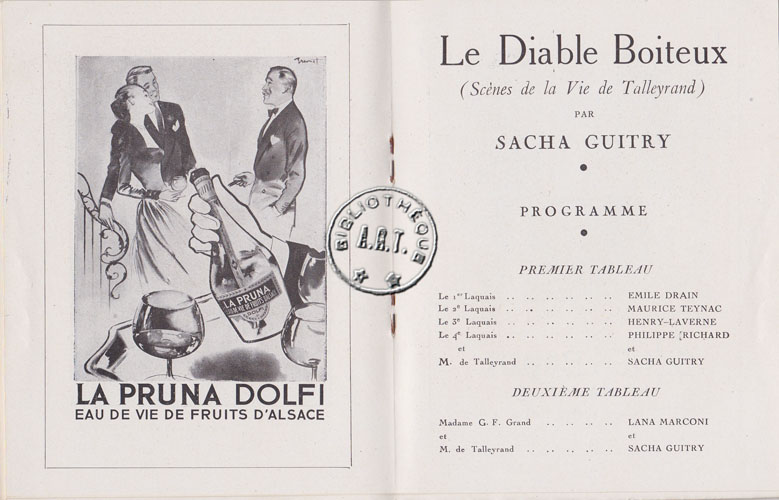 LA PRUNA
DOLFI
LA PRUNA DOLFI
EAU DE VIE DE FRUITS D'ALSACE
BIBLIOTHÈQUE
A.R.T.
Le Diable Boiteux
(Scènes de la Vie de Talleyrand)
PAR
SACHA GUITRY
PROGRAMME
PREMIER TABLEAU
Le 1er Laquais .. .. .. .. .. .. EMILE DRAIN
Le 2e Laquais .. .. .. .. .. .. MAURICE TEYNAC
Le 3e Laquais .. .. .. .. .. .. HENRY-LAVERNE
Le 4e Laquais .. .. .. .. .. .. PHILIPPE RICHARD
et et
M. de Talleyrand .. .. .. .. .. SACHA GUITRY
DEUXIÈME TABLEAU
Madame G. F. Grand .. .. .. .. LANA MARCONI
et et
M. de Talleyrand .. .. .. .. .. SACHA GUITRY